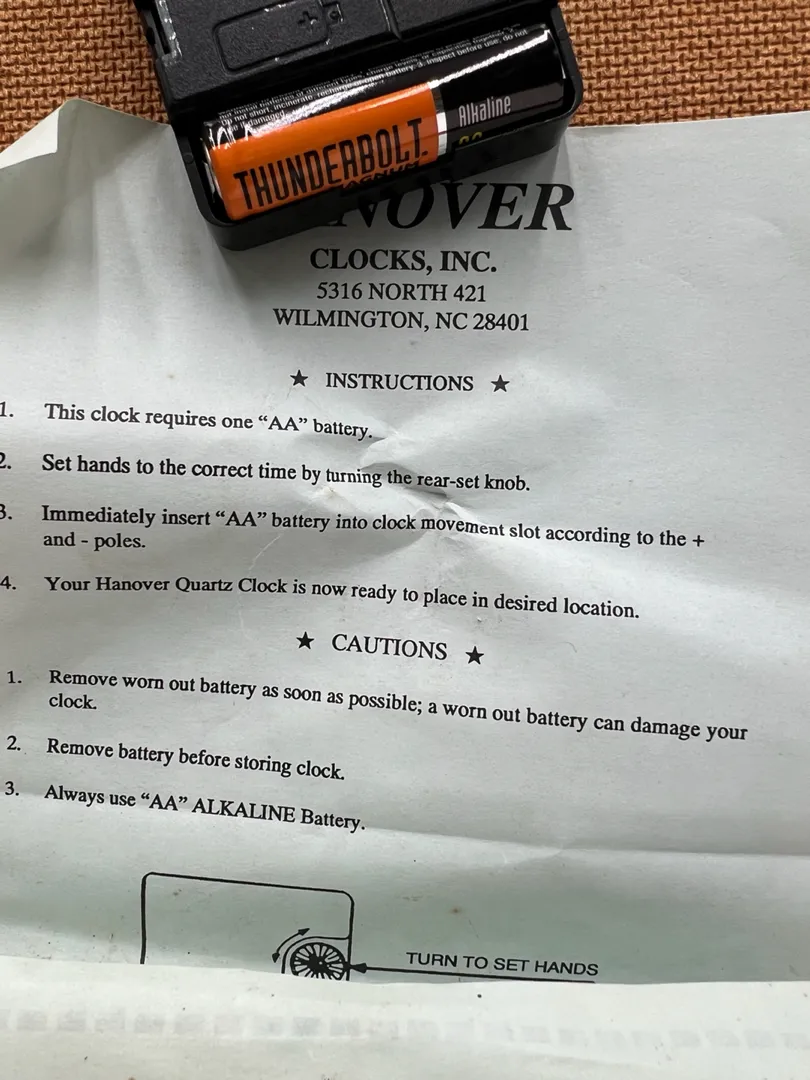 +
be damaged.
THUNDERBOLT.
MAGNUM
Alkaline
NOVER
CLOCKS, INC.
5316 NORTH 421
WILMINGTON, NC 28401
★ INSTRUCTIONS ★
1. This clock requires one “AA” battery.
2. Set hands to the correct time by turning the rear-set knob.
3. Immediately insert “AA” battery into clock movement slot according to the +
and - poles.
4. Your Hanover Quartz Clock is now ready to place in desired location.
★ CAUTIONS ★
1. Remove worn out battery as soon as possible; a worn out battery can damage your
clock.
2. Remove battery before storing clock.
3. Always use “AA” ALKALINE Battery.
TURN TO SET HANDS